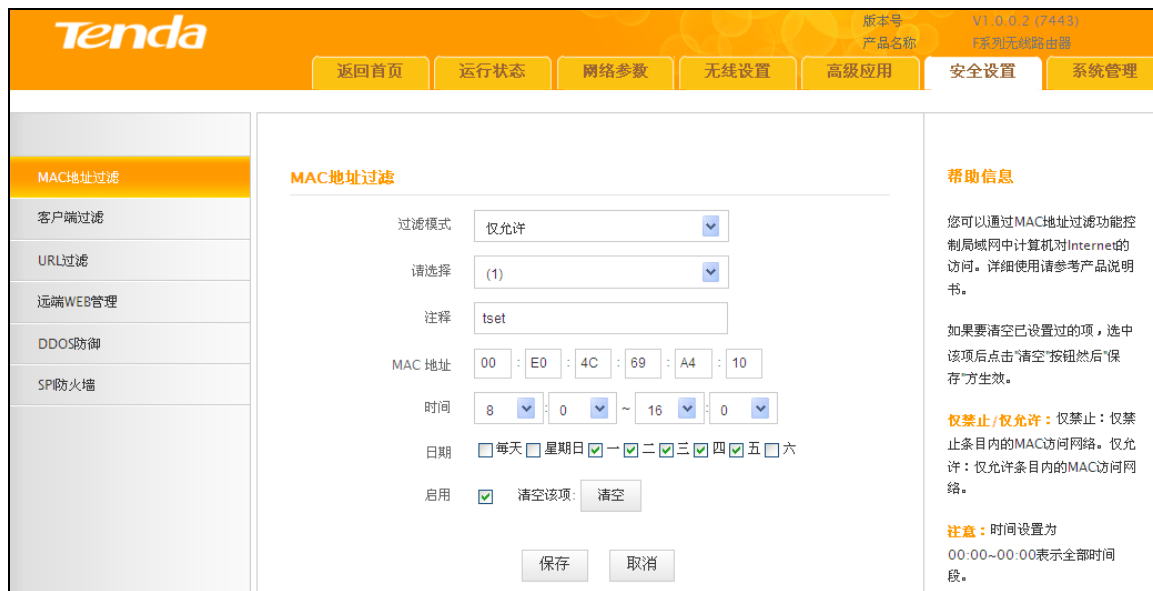 Tenda
版本号 V1.0.0.2 (7443)
产品名称 F系列无线路由器
返回首页 运行状态 网络参数 无线设置 高级应用 安全设置 系统管理
MAC地址过滤
客户端过滤
URL过滤
远端WEB管理
DDOS防御
SPI防火墙
MAC地址过滤
过滤模式 仅允许
请选择 (1)
注释 tset
MAC 地址 00 : E0 : 4C : 69 : A4 : 10
时间 8 : 0 ~ 16 : 0
日期 每天 星期日 一 二 三 四 五 六
启用 清空该项: 清空
保存 取消
帮助信息
您可以通过MAC地址过滤功能控
制局域网中计算机对Internet的
访问。详细使用请参考产品说明
书。
如果要清空已设置过的项，选中
该项后点击"清空"按钮然后"保
存"方生效。
仅禁止/仅允许：仅禁止：仅禁
止条目内的MAC访问网络。仅允
许：仅允许条目内的MAC访问网
络。
注意：时间设置为
00:00~00:00表示全部时间
段。